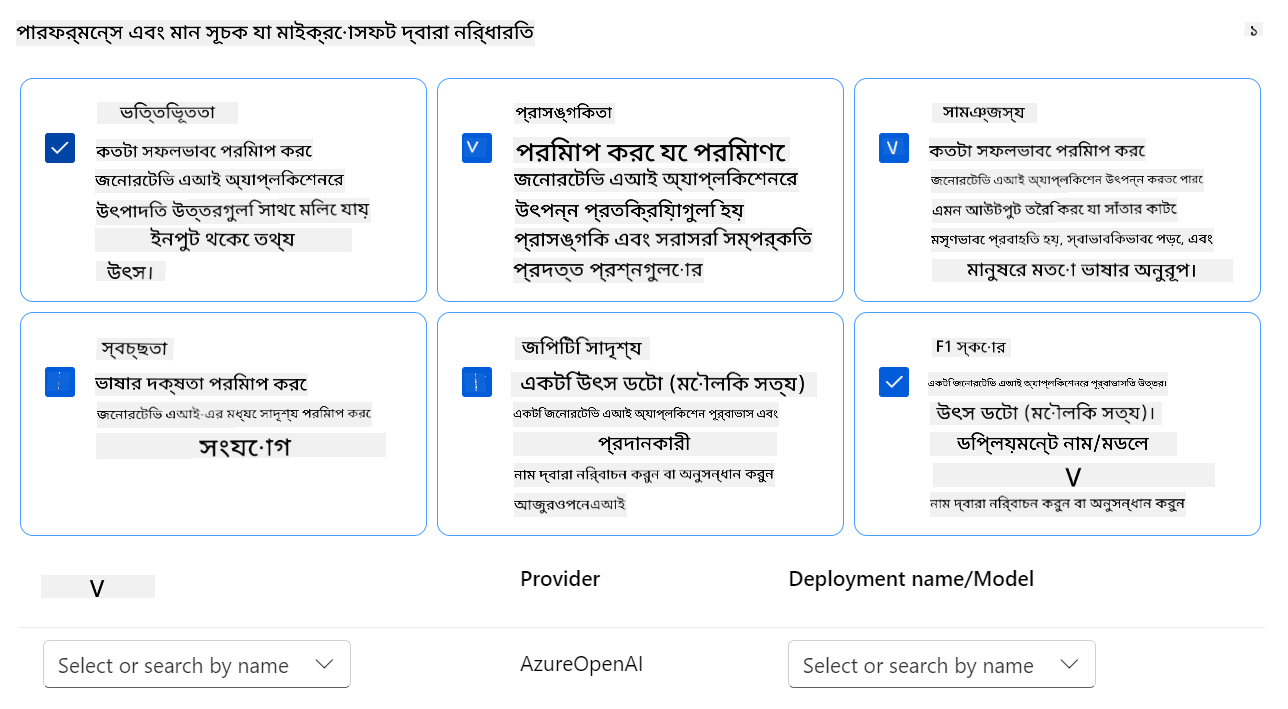 পারফর্মেন্স এবং মান সূচক যা মাইক্রোসফট দ্বারা নির্ধারিত
১
ভিত্তিভূততা
কতটা সফলভাবে পরিমাপ করে
জেনারেটিভ এআই অ্যাপ্লিকেশনের
উৎপাদিত উত্তরগুলি সাথে মিলে যায়
ইনপুট থেকে তথ্য
উৎস।
প্রাসঙ্গিকতা
V
পরিমাপ করে যে পরিমাণে
জেনারেটিভ এআই অ্যাপ্লিকেশনের
উৎপন্ন প্রতিক্রিয়াগুলি হয়
প্রাসঙ্গিক এবং সরাসরি সম্পর্কিত
প্রদত্ত প্রশ্নগুলোর
সামঞ্জস্য
V
কতটা সফলভাবে পরিমাপ করে
জেনারেটিভ এআই অ্যাপ্লিকেশন উৎপন্ন করতে পারে
এমন আউটপুট তৈরি করে যা সাঁতার কাটে
মসৃণভাবে প্রবাহিত হয়, স্বাভাবিকভাবে পড়ে, এবং
মানুষের মতো ভাষার অনুরূপ।
স্বচ্ছতা
ভাষার দক্ষতা পরিমাপ করে
জেনারেটিভ এআই-এর মধ্যে সাদৃশ্য পরিমাপ করে
সংযোগ
জিপিটি সাদৃশ্য
একটি উৎস ডেটা (মৌলিক সত্য)
একটি জেনারেটিভ এআই অ্যাপ্লিকেশন পূর্বাভাস এবং
প্রদানকারী
নাম দ্বারা নির্বাচন করুন বা অনুসন্ধান করুন
আজুরওপেনএআই
F1 স্কোর
একটি জেনারেটিভ এআই অ্যাপ্লিকেশনের পূর্বাভাসিত উত্তর।
উৎস ডেটা (মৌলিক সত্য)।
ডিপ্লয়মেন্ট নাম/মডেল
V
নাম দ্বারা নির্বাচন করুন বা অনুসন্ধান করুন
V
Provider
Deployment name/Model
Select or search by name
AzureOpenAI
Select or search by name